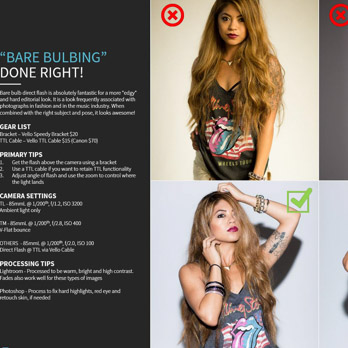 “BARE BULBING”
DONE RIGHT!
Bare bulb direct flash is absolutely fantastic for a more “edgy”
and hard editorial look. It is a look frequently associated with
photographs in fashion and in the music industry. When
combined with the right subject and pose, it looks awesome!
GEAR LIST
Bracket – Vello Speedy Bracket $20
TTL Cable – Vello TTL Cable $15 (Canon $70)
PRIMARY TIPS
1. Get the flash above the camera using a bracket
2. Use a TTL cable if you want to retain TTL functionality
3. Adjust angle of flash and use the zoom to control where
the light lands
CAMERA SETTINGS
TL - 85mmL @ 1/200th, f/1.2, ISO 3200
Ambient light only
TM - 85mmL @ 1/200th, f/2.8, ISO 400
V-Flat bounce
OTHERS - 85mmL @ 1/200th, f/2.0, ISO 100
Direct Flash @ TTL via Vello Cable
PROCESSING TIPS
Lightroom - Processed to be warm, bright and high contrast.
Fades also work well for these types of images
Photoshop - Process to fix hard highlights, red eye and
retouch skin, if needed